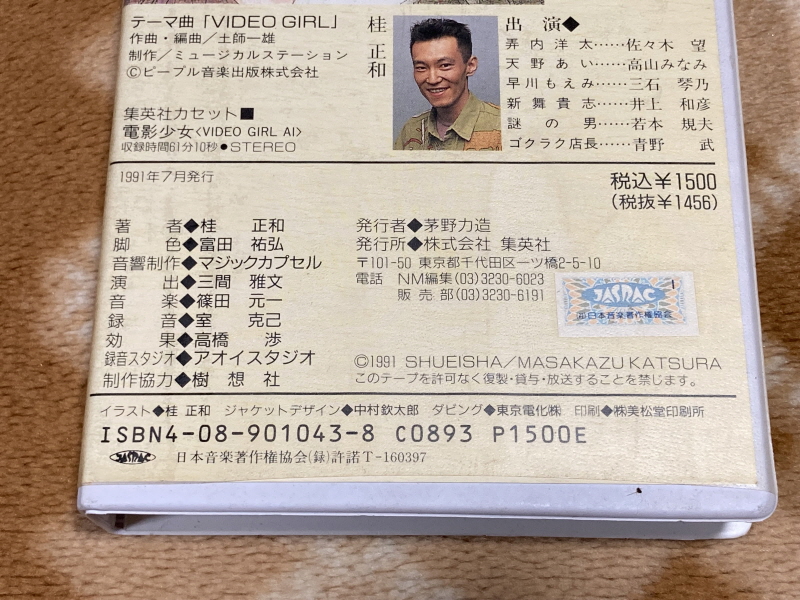 テーマ曲「VIDEO GIRL」
作曲・編曲／土師一雄
制作／ミュージカルステーション
Ⓒピープル音楽出版株式会社
集英社カセット■
電影少女〈VIDEO GIRL AI〉
収録時間61分10秒●STEREO
桂正和
出演◆
弄内洋太……佐々木 望
天野あい……高山みなみ
早川もえみ…三石 琴乃
新舞貴志……井上 和彦
謎の男……若本 規夫
ゴクラク店長……青野 武
1991年7月発行
税込¥1500
(税抜¥1456)
著者◆桂 正和
脚色◆富田 祐弘
音響制作◆マジックカプセル
演出◆三間 雅文
音楽◆篠田 元一
録音◆室 克己
効果◆高橋 渉
録音スタジオ◆アオイスタジオ
制作協力◆樹想社
発行者◆茅野力造
発行所◆株式会社 集英社
〒101-50 東京都千代田区一ツ橋2-5-10
電話 NM編集(03)3230-6023
販売部(03)3230-6191
JASRAC
㈳日本音楽著作権協会
©1991 SHUEISHA/MASAKAZU KATSURA
このテープを許可なく複製・貸与・放送することを禁じます。
イラスト◆桂 正和 ジャケットデザイン◆中村欽太郎 ダビング◆東京電化㈱ 印刷◆㈱美松堂印刷所
ISBN4-08-901043-8 C0893 P1500E
JASRAC 日本音楽著作権協会(録)許諾T-160397